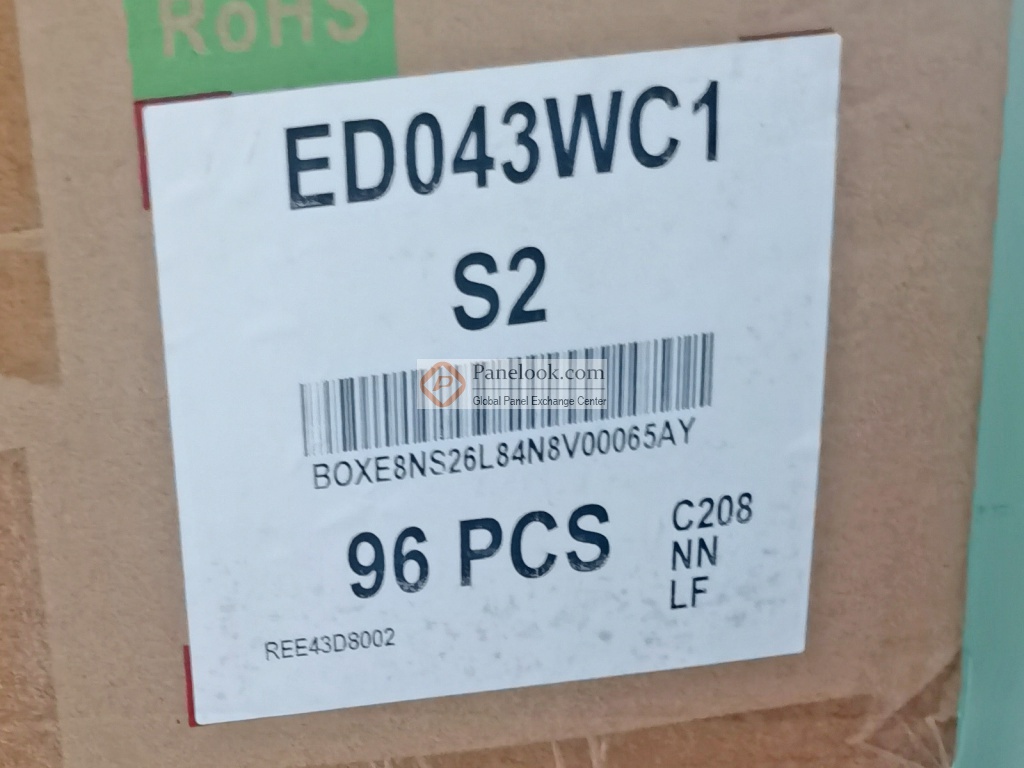 RoHS
ED043WC1
S2
Panelook.com
Global Panel Exchange Center
BOXE8NS26L84N8V00065AY
96 PCS
C208
NN
LF
REE43D8002